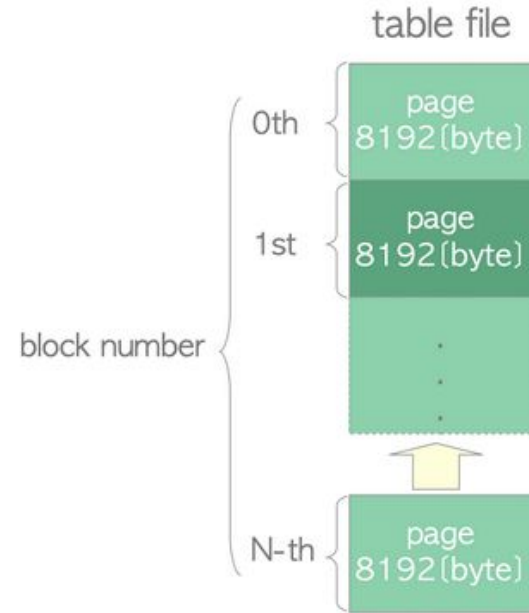 table file
0th
page
8192(byte)
1st
page
8192(byte)
block number
.
.
.
N-th
page
8192(byte)